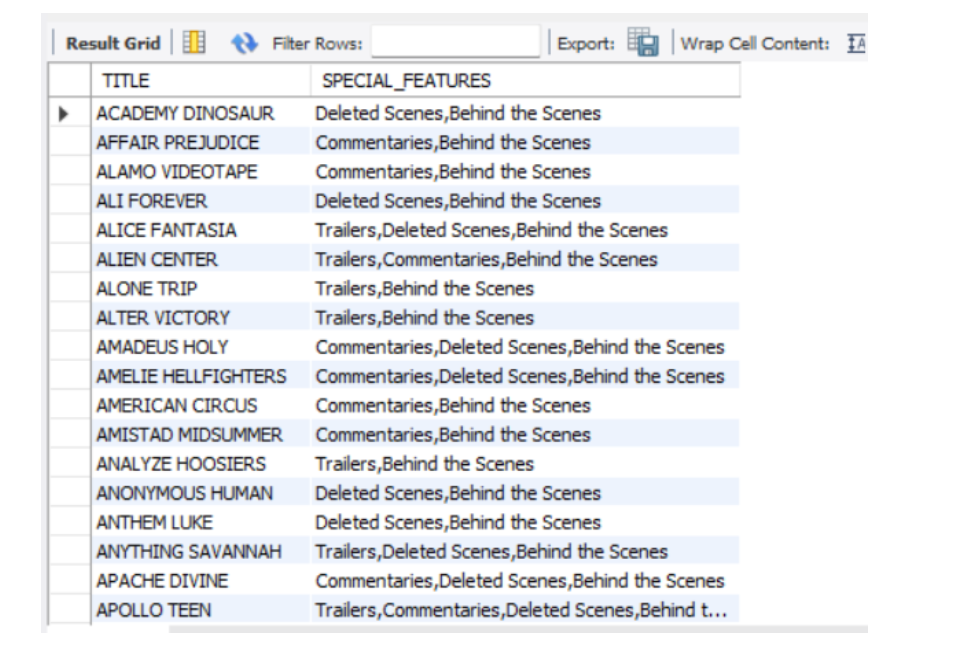 Result Grid Filter Rows: Export: Wrap Cell Content: IA
TITLE SPECIAL_FEATURES
ACADEMY DINOSAUR Deleted Scenes,Behind the Scenes
AFFAIR PREJUDICE Commentaries,Behind the Scenes
ALAMO VIDEOTAPE Commentaries,Behind the Scenes
ALI FOREVER Deleted Scenes,Behind the Scenes
ALICE FANTASIA Trailers,Deleted Scenes,Behind the Scenes
ALIEN CENTER Trailers,Commentaries,Behind the Scenes
ALONE TRIP Trailers,Behind the Scenes
ALTER VICTORY Trailers,Behind the Scenes
AMADEUS HOLY Commentaries,Deleted Scenes,Behind the Scenes
AMELIE HELLFIGHTERS Commentaries,Deleted Scenes,Behind the Scenes
AMERICAN CIRCUS Commentaries,Behind the Scenes
AMISTAD MIDSUMMER Commentaries,Behind the Scenes
ANALYZE HOOSIERS Trailers,Behind the Scenes
ANONYMOUS HUMAN Deleted Scenes,Behind the Scenes
ANTHEM LUKE Deleted Scenes,Behind the Scenes
ANYTHING SAVANNAH Trailers,Deleted Scenes,Behind the Scenes
APACHE DIVINE Commentaries,Deleted Scenes,Behind the Scenes
APOLLO TEEN Trailers,Commentaries,Deleted Scenes,Behind t...